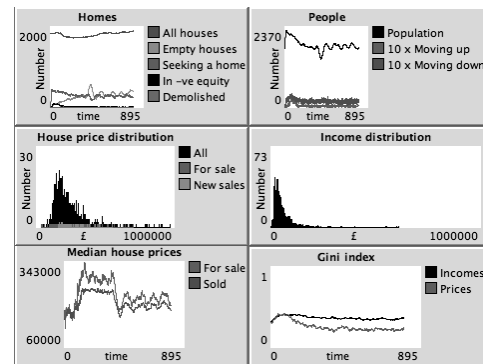 Homes
2000
Number
0
0 time 895
All houses
Empty houses
Seeking a home
In -ve equity
Demolished
People
2370
Number
0
0 time 895
Population
10 x Moving up
10 x Moving down
House price distribution
30
Number
0
0 £ 1000000
All
For sale
New sales
Income distribution
73
Number
0
0 £ 1000000
Median house prices
343000
60000
0 time 895
For sale
Sold
Gini index
1
0
0 time 895
Incomes
Prices